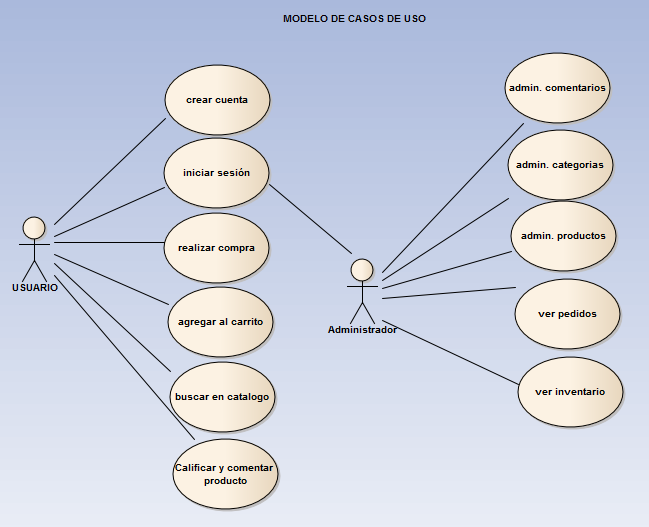 MODELO DE CASOS DE USO
crear cuenta
iniciar sesión
realizar compra
agregar al carrito
buscar en catalogo
Calificar y comentar
producto
USUARIO
Administrador
admin. comentarios
admin. categorias
admin. productos
ver pedidos
ver inventario